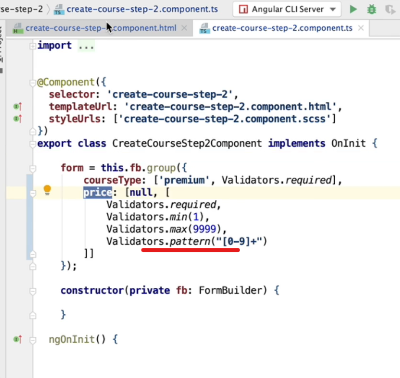 se-step-2 create-course-step-2.component.ts Angular CLI Server
create-course-step-2.component.html create-course-step-2.component.ts
import ...
@Component({
selector: 'create-course-step-2',
templateUrl: 'create-course-step-2.component.html',
styleUrls: ['create-course-step-2.component.scss']
})
export class CreateCourseStep2Component implements OnInit {
form = this.fb.group({
courseType: ['premium', Validators.required],
price: [null, [
Validators.required,
Validators.min(1),
Validators.max(9999),
Validators.pattern("[0-9]+")
]]
});
constructor(private fb: FormBuilder) {
}
ngOnInit() {